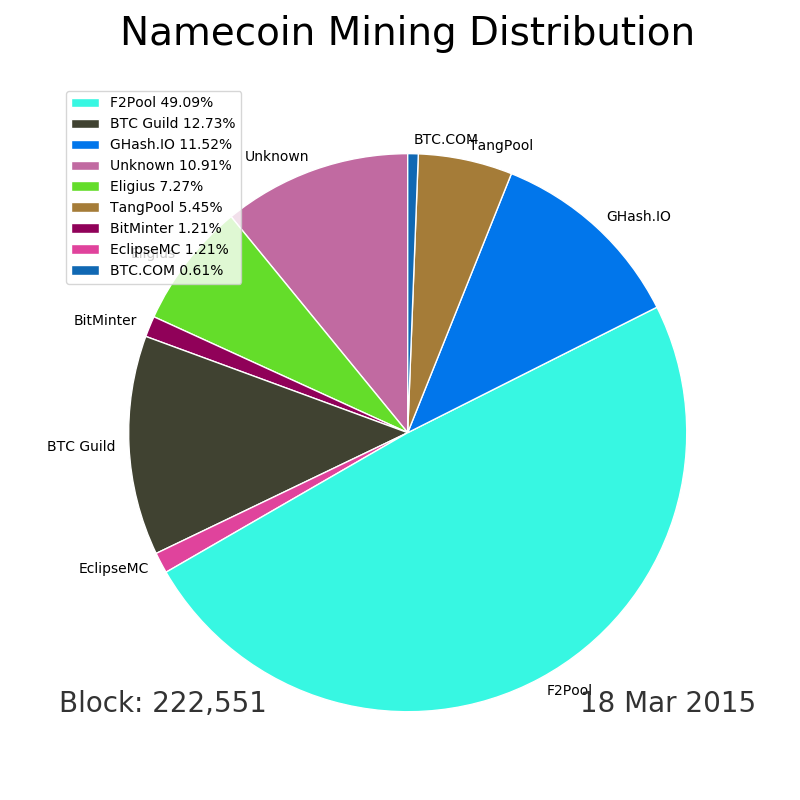 Namecoin Mining Distribution
F2Pool 49.09%
BTC Guild 12.73%
GHash.IO 11.52%
Unknown 10.91%
Eligius 7.27%
TangPool 5.45%
BitMinter 1.21%
EclipseMC 1.21%
BTC.COM 0.61%
BTC.COM
TangPool
Unknown
GHash.IO
Eligius
BitMinter
BTC Guild
EclipseMC
F2Pool
Block: 222,551
18 Mar 2015